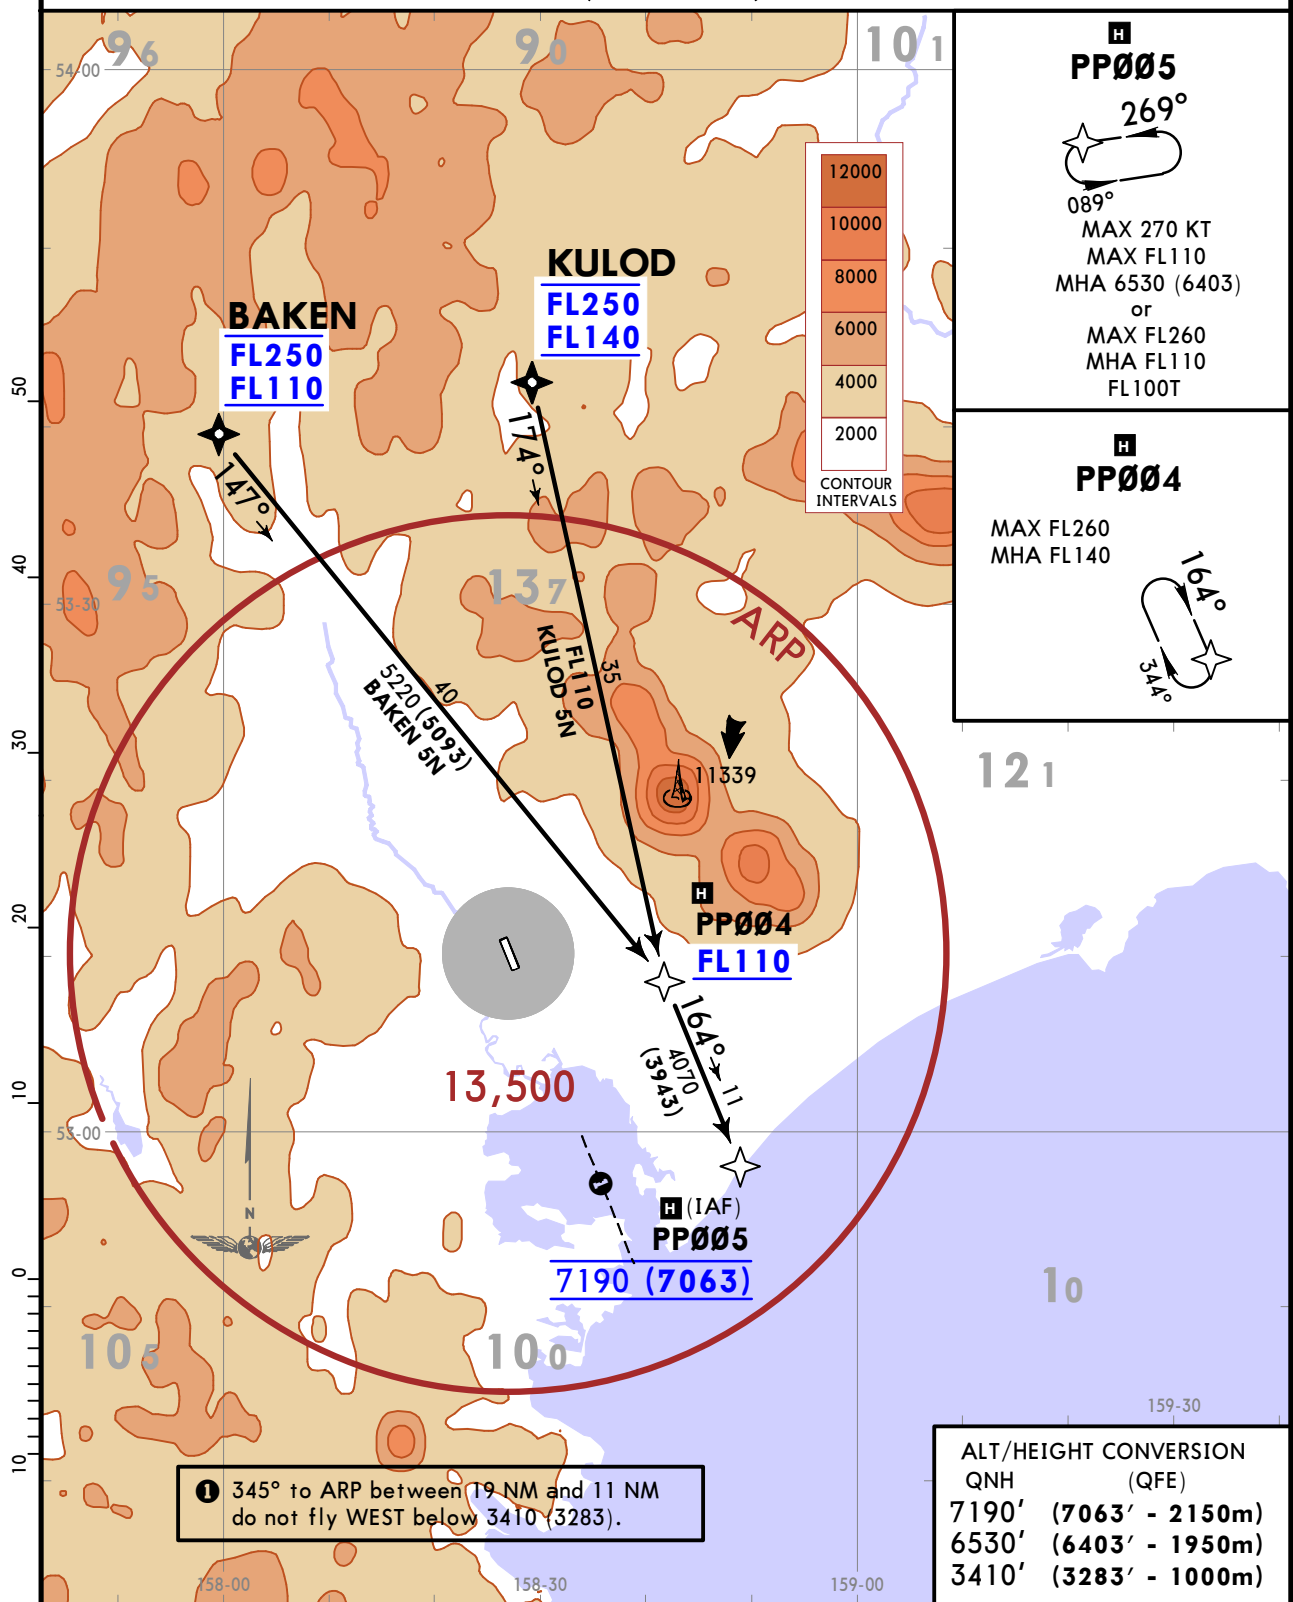 96
90
101
54-00
H
PPØØ5
269°
089°
MAX 270 KT
MAX FL110
MHA 6530 (6403)
or
MAX FL260
MHA FL110
FL100T
12000
10000
8000
6000
4000
2000
CONTOUR
INTERVALS
KULOD
FL250
FL140
BAKEN
FL250
FL110
50
147°
174°
H
PPØØ4
MAX FL260
MHA FL140
164°
344°
40
95
53-30
137
ARP
35
FL110
KULOD 5N
40
5220 (5093)
BAKEN 5N
30
11339
121
20
H
PPØØ4
FL110
164°
4070
(3943)
11
10
13,500
53-00
1
N
H (IAF)
PPØØ5
7190 (7063)
0
10
105
100
159-30
10
1 345° to ARP between 19 NM and 11 NM
do not fly WEST below 3410 (3283).
ALT/HEIGHT CONVERSION
QNH (QFE)
7190′ (7063′ - 2150m)
6530′ (6403′ - 1950m)
3410′ (3283′ - 1000m)
158-00
158-30
159-00